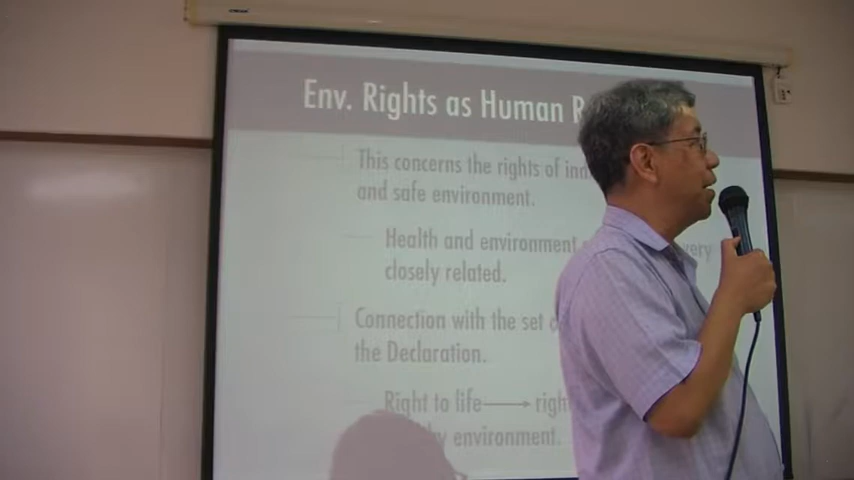 Env. Rights as Human
This concerns the rights of
and safe environment.
Health and environment very
closely related.
Connection with the set
the Declaration.
Right to life
environment.